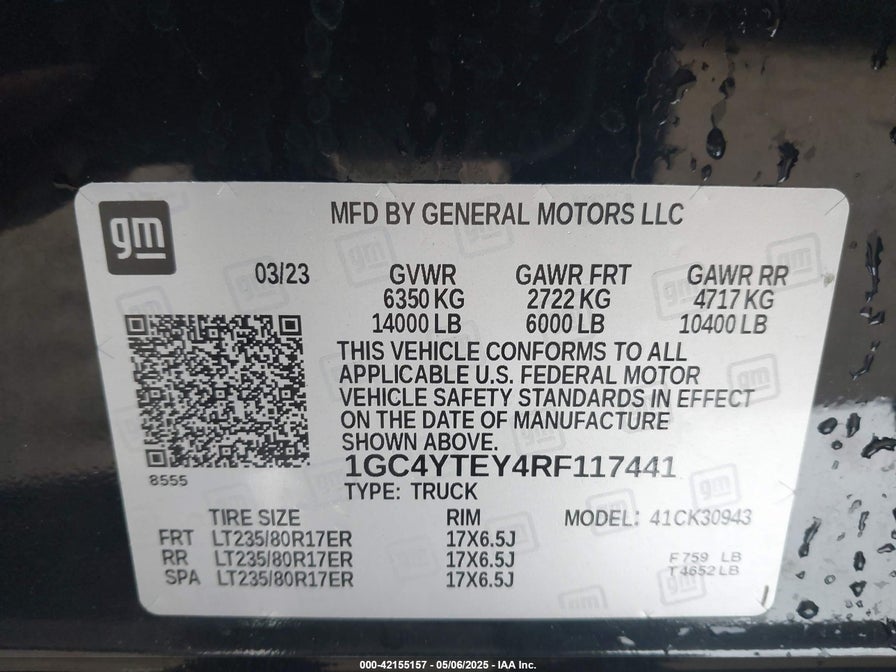 gm
MFD BY GENERAL MOTORS LLC
03/23 GVWR GAWR FRT GAWR RR
6350 KG 2722 KG 4717 KG
14000 LB 6000 LB 10400 LB
THIS VEHICLE CONFORMS TO ALL
APPLICABLE U.S. FEDERAL MOTOR
VEHICLE SAFETY STANDARDS IN EFFECT
ON THE DATE OF MANUFACTURE
SHOWN ABOVE.
8555
1GC4YTEY4RF117441
TYPE: TRUCK
TIRE SIZE RIM MODEL: 41CK30943
FRT LT235/80R17ER 17X6.5J
RR LT235/80R17ER 17X6.5J F759 LB
SPA LT235/80R17ER 17X6.5J T4652LB
000-42155157 - 05/06/2025 - IAA Inc.